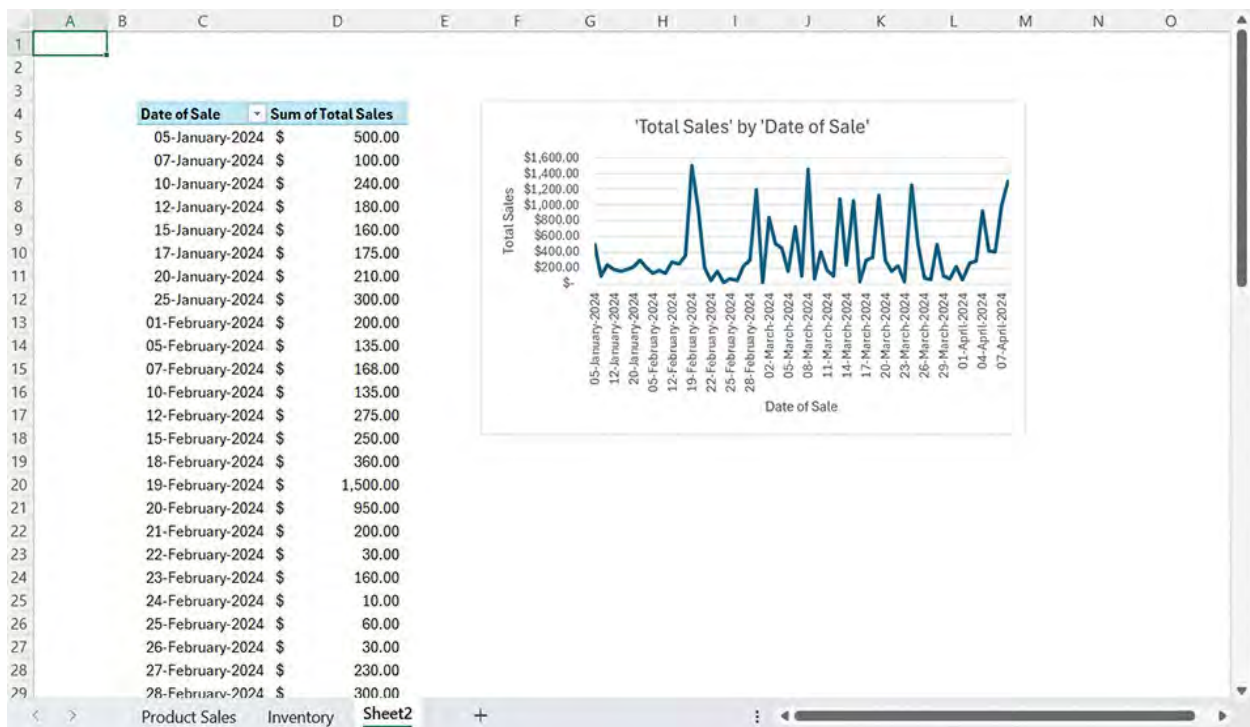 A B C D E F G H I J K L M N O
1
2
3
4 Date of Sale Sum of Total Sales
5 05-January-2024 $ 500.00
6 07-January-2024 $ 100.00
7 10-January-2024 $ 240.00
8 12-January-2024 $ 180.00
9 15-January-2024 $ 160.00
10 17-January-2024 $ 175.00
11 20-January-2024 $ 210.00
12 25-January-2024 $ 300.00
13 01-February-2024 $ 200.00
14 05-February-2024 $ 135.00
15 07-February-2024 $ 168.00
16 10-February-2024 $ 135.00
17 12-February-2024 $ 275.00
18 15-February-2024 $ 250.00
19 18-February-2024 $ 360.00
20 19-February-2024 $ 1,500.00
21 20-February-2024 $ 950.00
22 21-February-2024 $ 200.00
23 22-February-2024 $ 30.00
24 23-February-2024 $ 160.00
25 24-February-2024 $ 10.00
26 25-February-2024 $ 60.00
27 26-February-2024 $ 30.00
28 27-February-2024 $ 230.00
29 28-February-2024 $ 300.00
'Total Sales' by 'Date of Sale'
Total Sales
$1,600.00
$1,400.00
$1,200.00
$1,000.00
$800.00
$600.00
$400.00
$200.00
$-
05-January-2024
12-January-2024
20-January-2024
05-February-2024
12-February-2024
19-February-2024
22-February-2024
25-February-2024
28-February-2024
02-March-2024
05-March-2024
08-March-2024
11-March-2024
14-March-2024
17-March-2024
20-March-2024
23-March-2024
26-March-2024
29-March-2024
01-April-2024
04-April-2024
07-April-2024
Date of Sale
Product Sales Inventory Sheet2 +